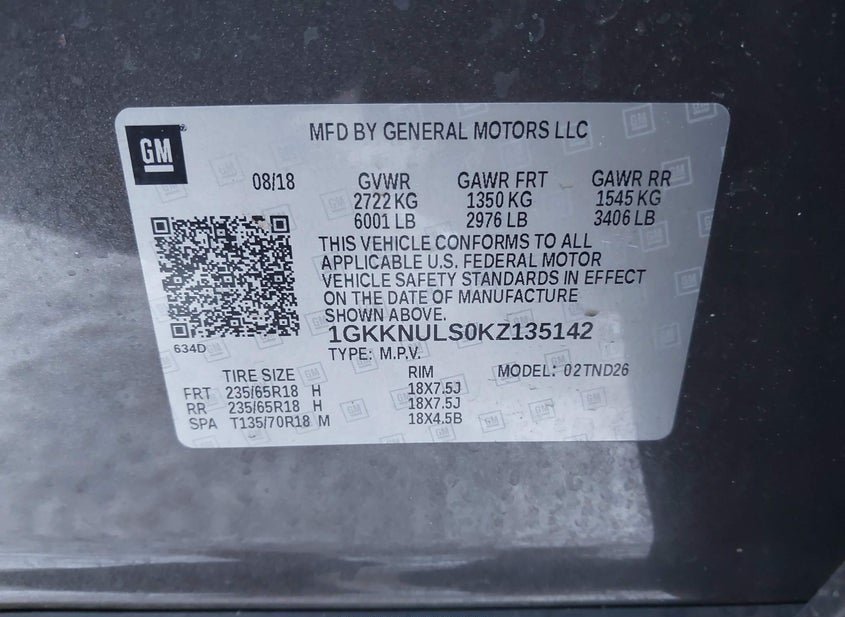 MFD BY GENERAL MOTORS LLC
GM
08/18 GVWR GAWR FRT GAWR RR
2722 KG 1350 KG 1545 KG
6001 LB 2976 LB 3406 LB
THIS VEHICLE CONFORMS TO ALL
APPLICABLE U.S. FEDERAL MOTOR
VEHICLE SAFETY STANDARDS IN EFFECT
ON THE DATE OF MANUFACTURE
SHOWN ABOVE.
634D
1GKKNULS0KZ135142
TYPE: M.P.V. MODEL: 02TND26
TIRE SIZE RIM
FRT 235/65R18 H 18X7.5J
RR 235/65R18 H 18X7.5J
SPA T135/70R18 M 18X4.5B